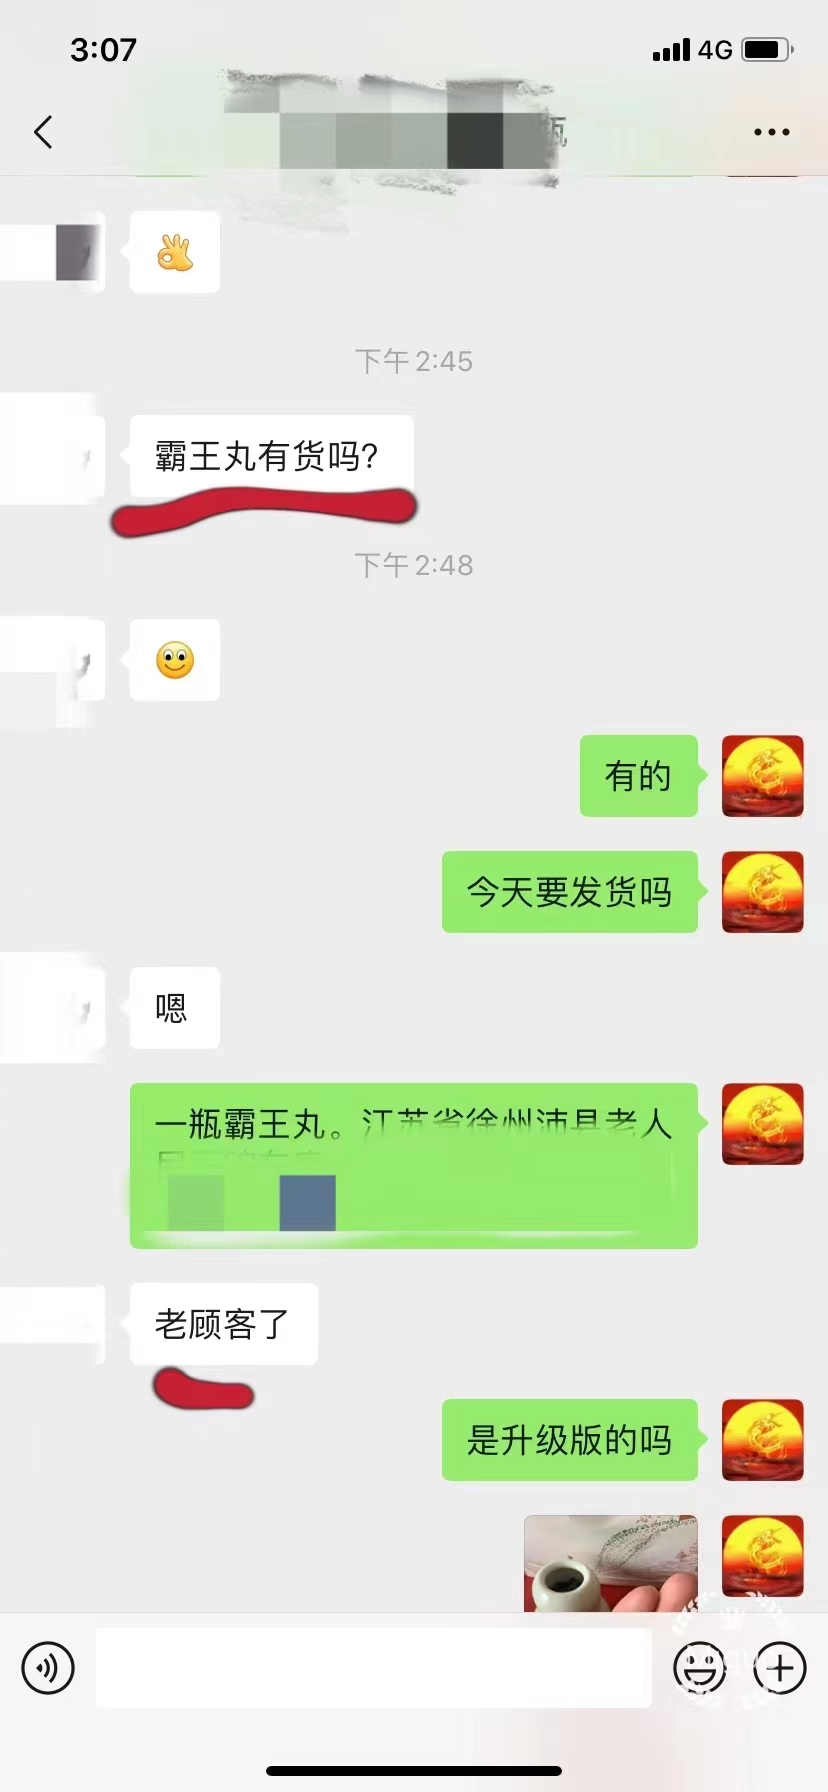 3:07
4G
下午 2:45
霸王丸有货吗?
下午 2:48
有的
今天要发货吗
嗯
一瓶霸王丸。江苏省徐州沛县老人
老顾客了
是升级版的吗